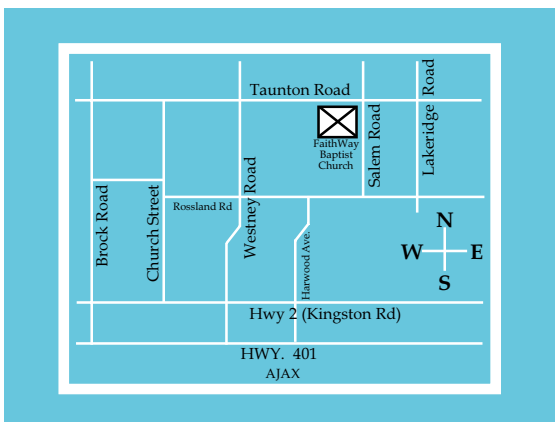 Taunton Road
Lakeridge Road
FaithWay
Baptist
Church
Salem Road
Brock Road
Church Street
Rossland Rd
Westney Road
Harwood Ave.
N
W E
S
Hwy 2 (Kingston Rd)
HWY. 401
AJAX